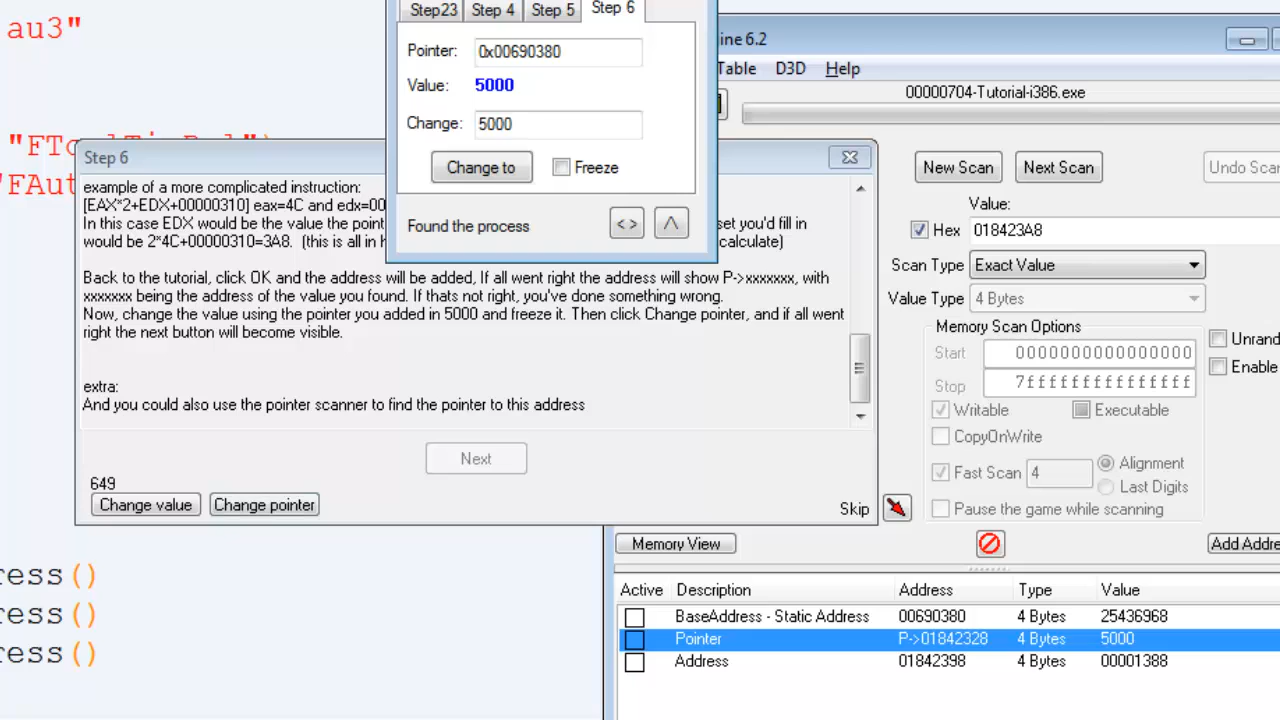 au3"
"FT
'FAut
ress()
ress()
ress()
Step23 Step 4 Step 5 Step 6
Pointer: 0x00690380
Value: 5000
Change: 5000
Change to Freeze
Found the process <> /\
Step 6
example of a more complicated instruction:
[EAX*2+EDX+00000310] eax=4C and edx=00
In this case EDX would be the value the point set you'd fill in
would be 2*4C+00000310=3A8. (this is all in h calculate)
Back to the tutorial, click OK and the address will be added, If all went right the address will show P->xxxxxxx, with
xxxxxxx being the address of the value you found. If thats not right, you've done something wrong.
Now, change the value using the pointer you added in 5000 and freeze it. Then click Change pointer, and if all went
right the next button will become visible.
extra:
And you could also use the pointer scanner to find the pointer to this address
Next
649
Change value Change pointer Skip
ine 6.2
Table D3D Help
00000704-Tutorial-i386.exe
New Scan Next Scan Undo Scan
Value:
Hex 018423A8
Scan Type Exact Value
Value Type 4 Bytes
Memory Scan Options
Start 0000000000000000
Stop 7fffffffffffffff
Writable Executable
CopyOnWrite
Fast Scan 4 Alignment
Last Digits
Pause the game while scanning
Unrand
Enable
Memory View Add Addre
Active Description Address Type Value
BaseAddress - Static Address 00690380 4 Bytes 25436968
Pointer P->01842328 4 Bytes 5000
Address 01842398 4 Bytes 00001388